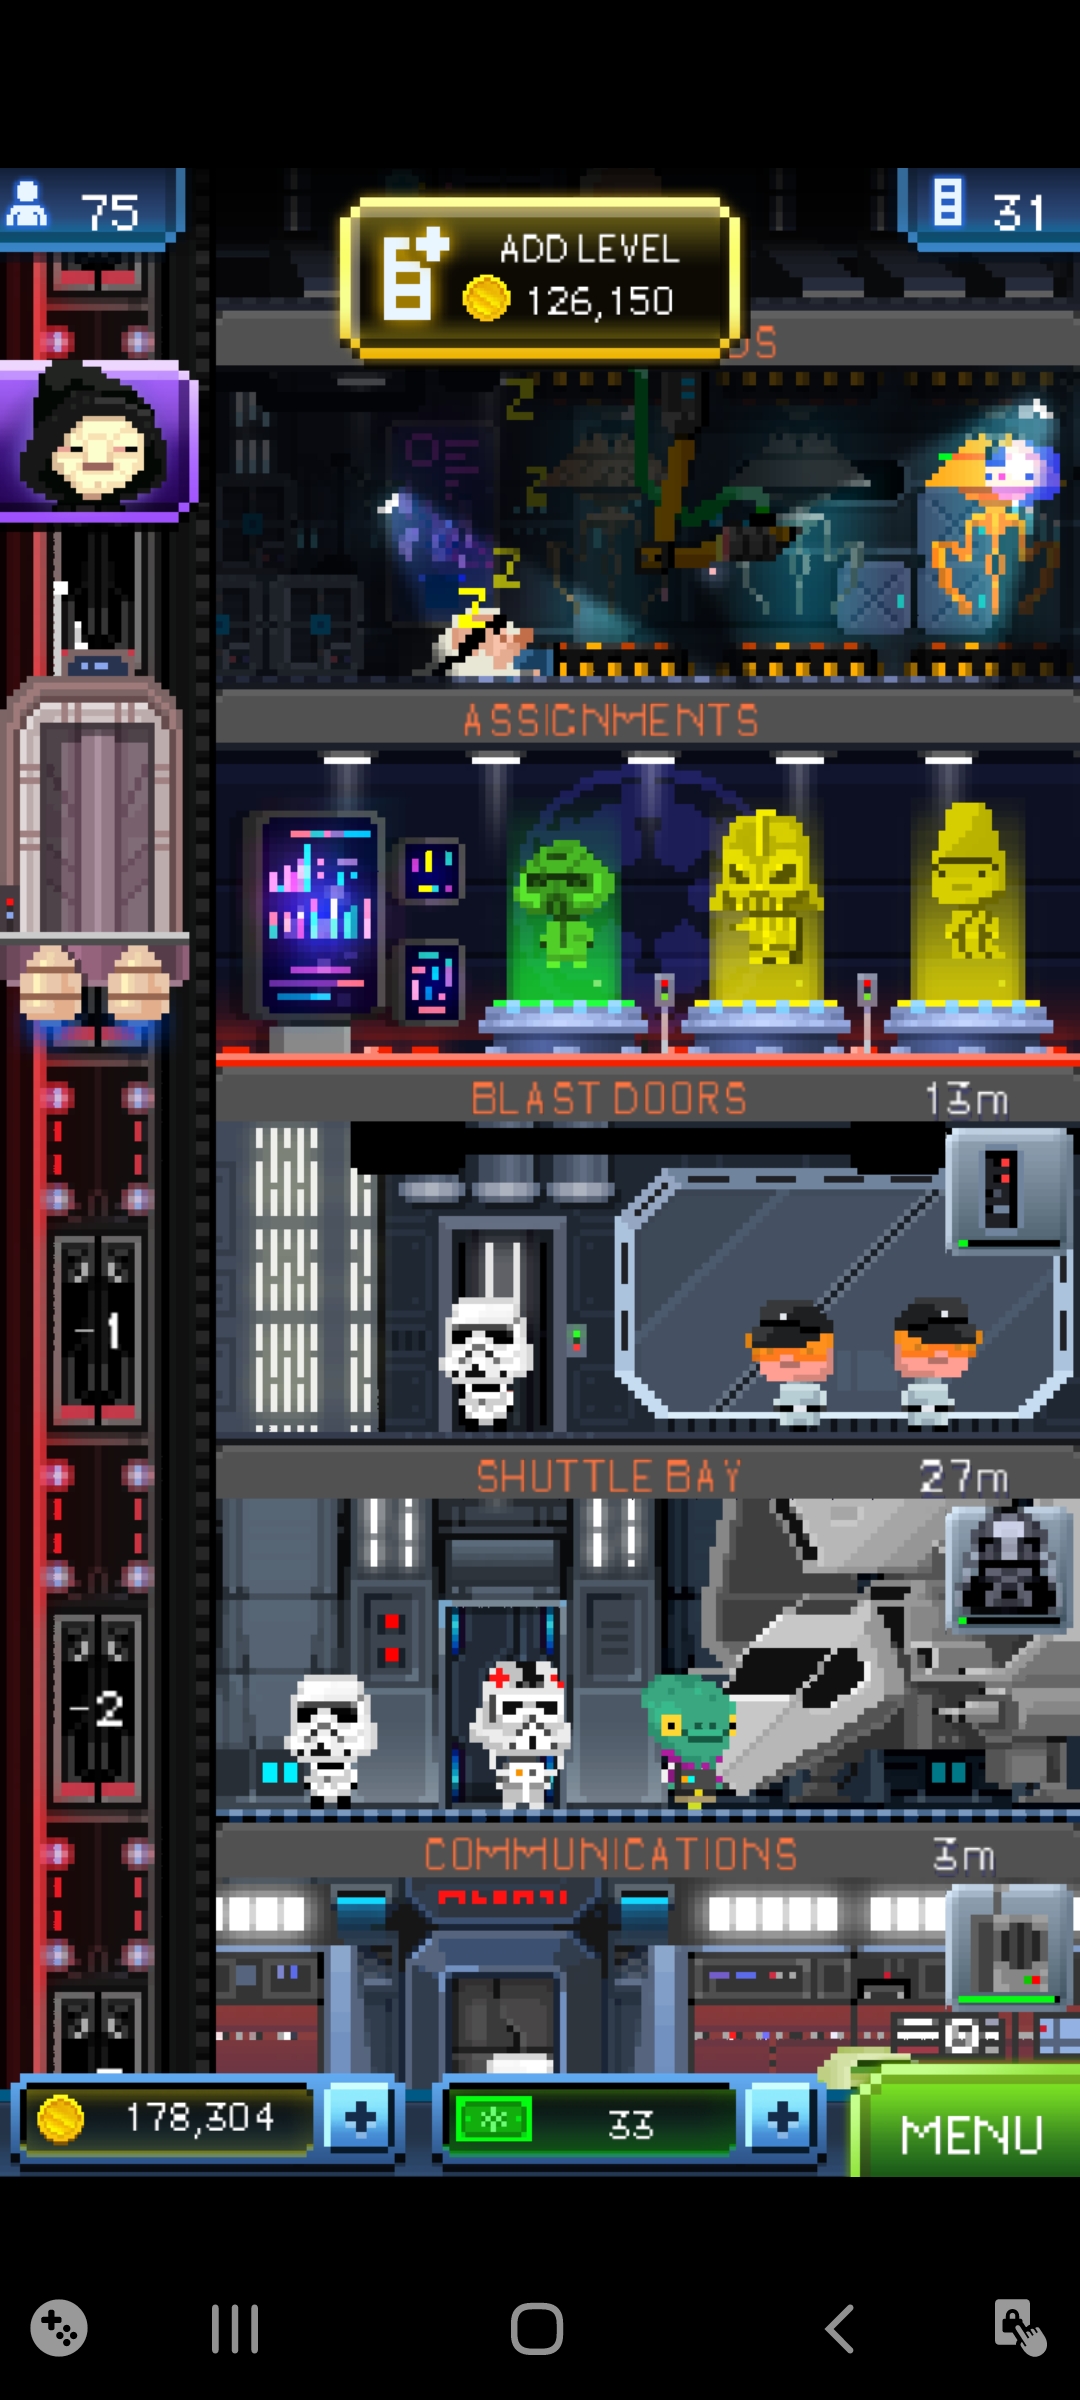 75
31
ADD LEVEL
126,150
DS
Z
Z
Z
Z
ASSIGNMENTS
BLAST DOORS 13m
-1
SHUTTLE BAY 27m
-2
COMMUNICATIONS 3m
178,304
33
MENU